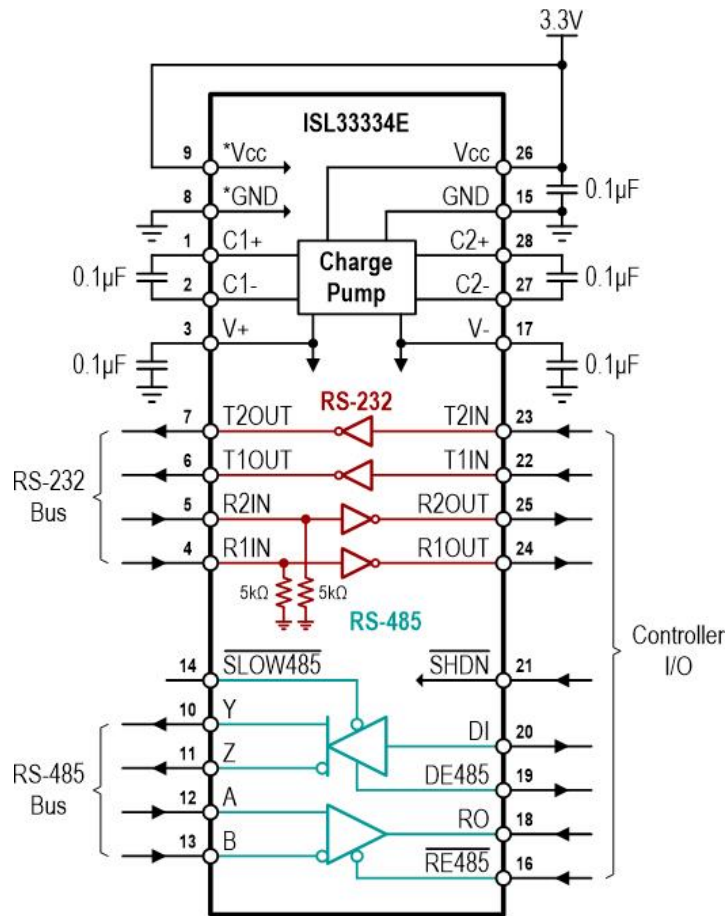 3.3V
ISL33334E
9 *Vcc Vcc 26
0.1µF
8 *GND GND 15
1 C1+ C2+ 28
0.1µF Charge Pump 0.1µF
2 C1- C2- 27
3 V+ V- 17
0.1µF 0.1µF
RS-232
7 T2OUT T2IN 23
6 T1OUT T1IN 22
RS-232
Bus
5 R2IN R2OUT 25
4 R1IN R1OUT 24
5kΩ 5kΩ
RS-485
Controller
I/O
14 SLOW485 SHDN 21
10 Y DI 20
11 Z DE485 19
RS-485
Bus
12 A RO 18
13 B RE485 16